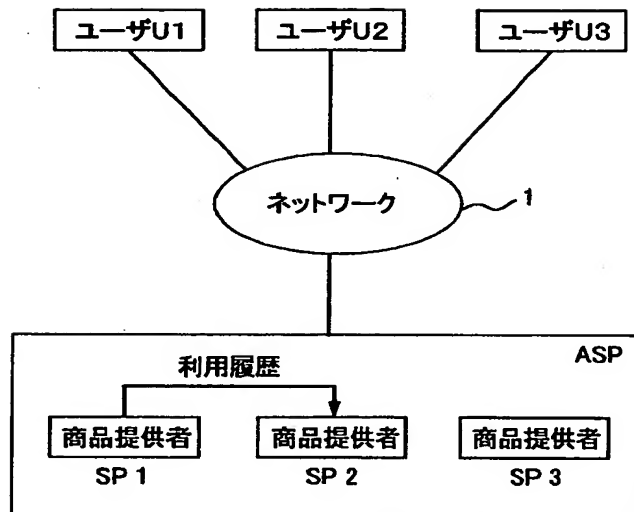 ユーザU1
ユーザU2
ユーザU3
ネットワーク
1
ASP
利用履歴
商品提供者
商品提供者
商品提供者
SP 1
SP 2
SP 3